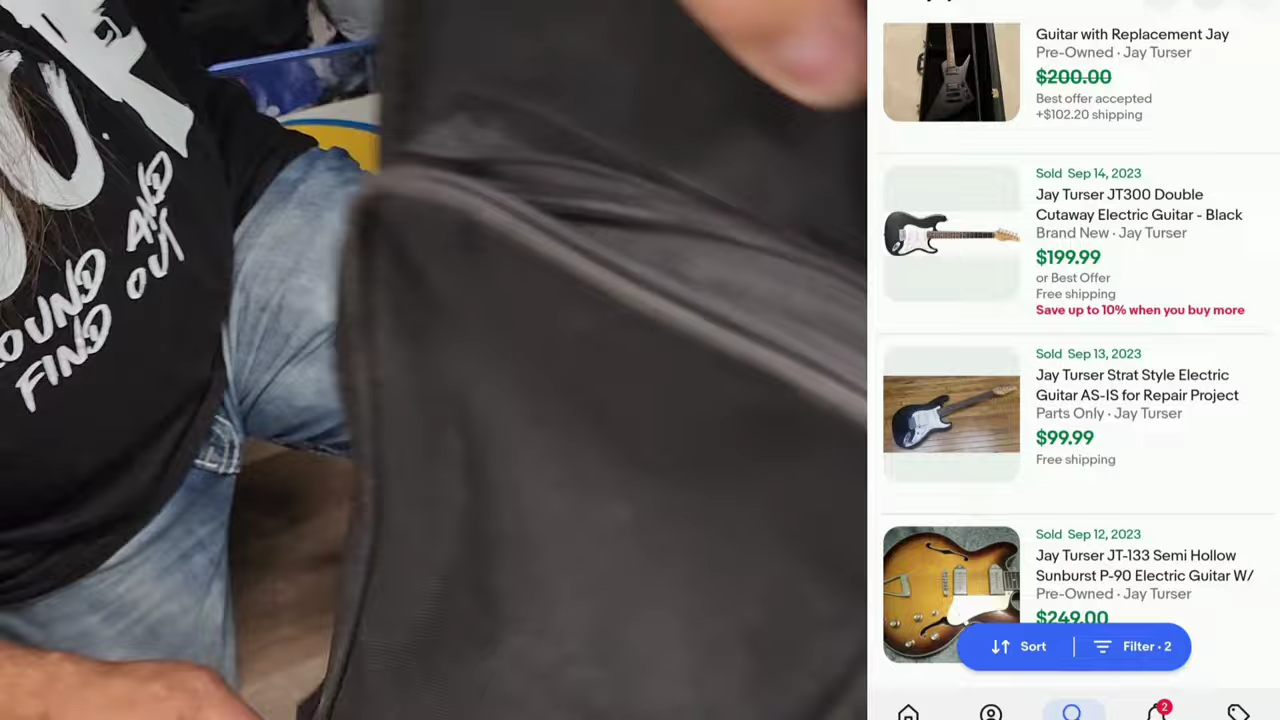 OUND AND
FIND OUT
Guitar with Replacement Jay
Pre-Owned · Jay Turser
$200.00
Best offer accepted
+$102.20 shipping
Sold Sep 14, 2023
Jay Turser JT300 Double
Cutaway Electric Guitar - Black
Brand New · Jay Turser
$199.99
or Best Offer
Free shipping
Save up to 10% when you buy more
Sold Sep 13, 2023
Jay Turser Strat Style Electric
Guitar AS-IS for Repair Project
Parts Only · Jay Turser
$99.99
Free shipping
Sold Sep 12, 2023
Jay Turser JT-133 Semi Hollow
Sunburst P-90 Electric Guitar W/
Pre-Owned · Jay Turser
$249.00
Sort
Filter · 2
2